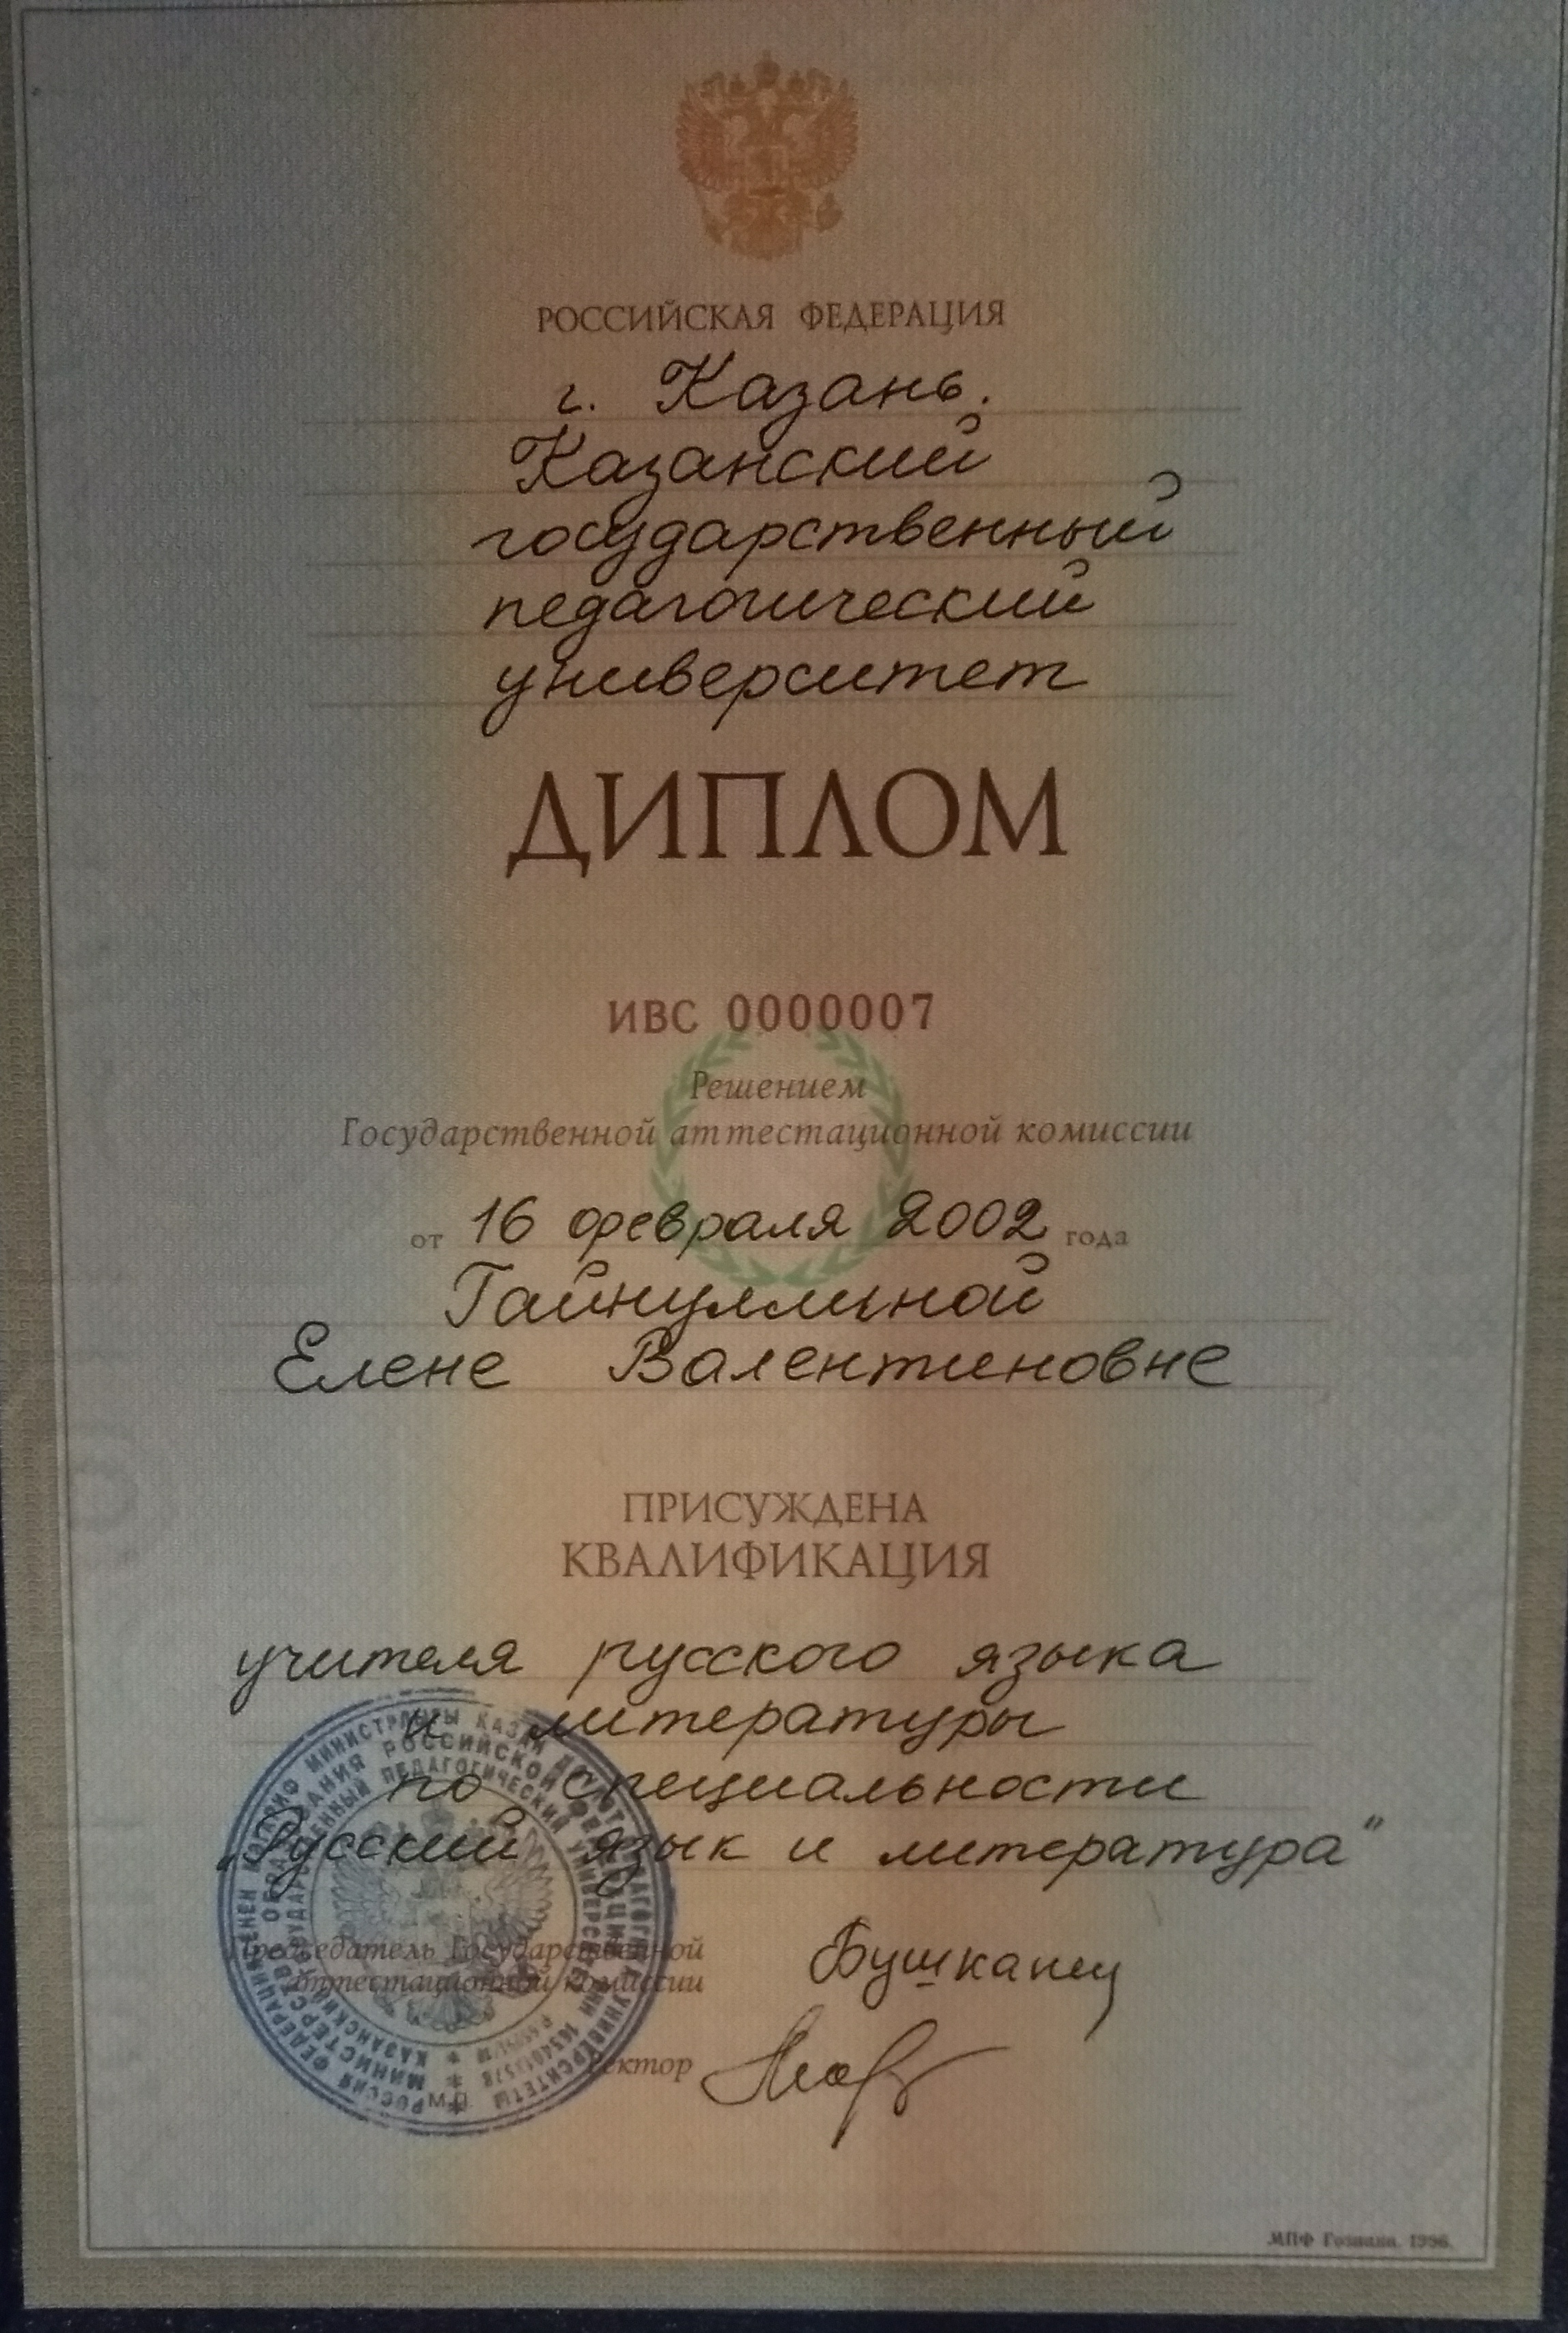 РОССИЙСКАЯ ФЕДЕРАЦИЯ
г. Казань.
Казанский
государственный
педагогический
университет
ДИПЛОМ
ИВС 0000007
Решением
Государственной аттестационной комиссии
от 16 февраля 2002 года
Гайнуллиной
Елене Валентиновне
ПРИСУЖДЕНА
КВАЛИФИКАЦИЯ
учителя русского языка
и литературы
по специальности
„Русский язык и литература"
Председатель Государственной
аттестационной комиссии
Бушканец
Ректор
М.П.
МПФ Гознака. 1996.